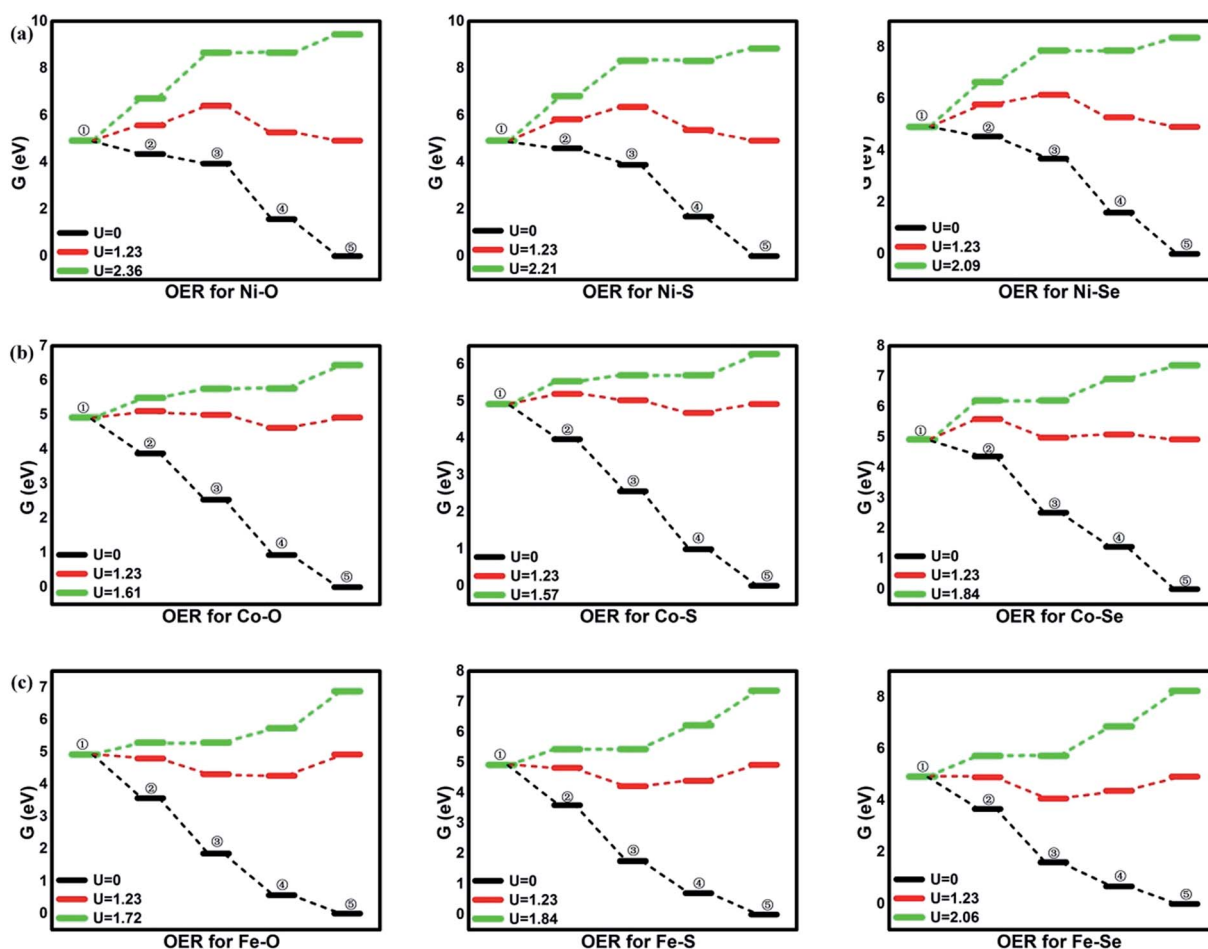 (a)
G (eV)
10
8
6
4
2
0
①
②
③
④
⑤
U=0
U=1.23
U=2.36
OER for Ni-O
G (eV)
10
8
6
4
2
0
①
②
③
④
⑤
U=0
U=1.23
U=2.21
OER for Ni-S
G (eV)
8
6
4
2
0
①
②
③
④
⑤
U=0
U=1.23
U=2.09
OER for Ni-Se
(b)
G (eV)
7
6
5
4
3
2
1
0
①
②
③
④
⑤
U=0
U=1.23
U=1.61
OER for Co-O
G (eV)
6
5
4
3
2
1
0
①
②
③
④
⑤
U=0
U=1.23
U=1.57
OER for Co-S
G (eV)
8
7
6
5
4
3
2
1
0
①
②
③
④
⑤
U=0
U=1.23
U=1.84
OER for Co-Se
(c)
G (eV)
7
6
5
4
3
2
1
0
①
②
③
④
⑤
U=0
U=1.23
U=1.72
OER for Fe-O
G (eV)
8
7
6
5
4
3
2
1
0
①
②
③
④
⑤
U=0
U=1.23
U=1.84
OER for Fe-S
G (eV)
8
6
4
2
0
①
②
③
④
⑤
U=0
U=1.23
U=2.06
OER for Fe-Se